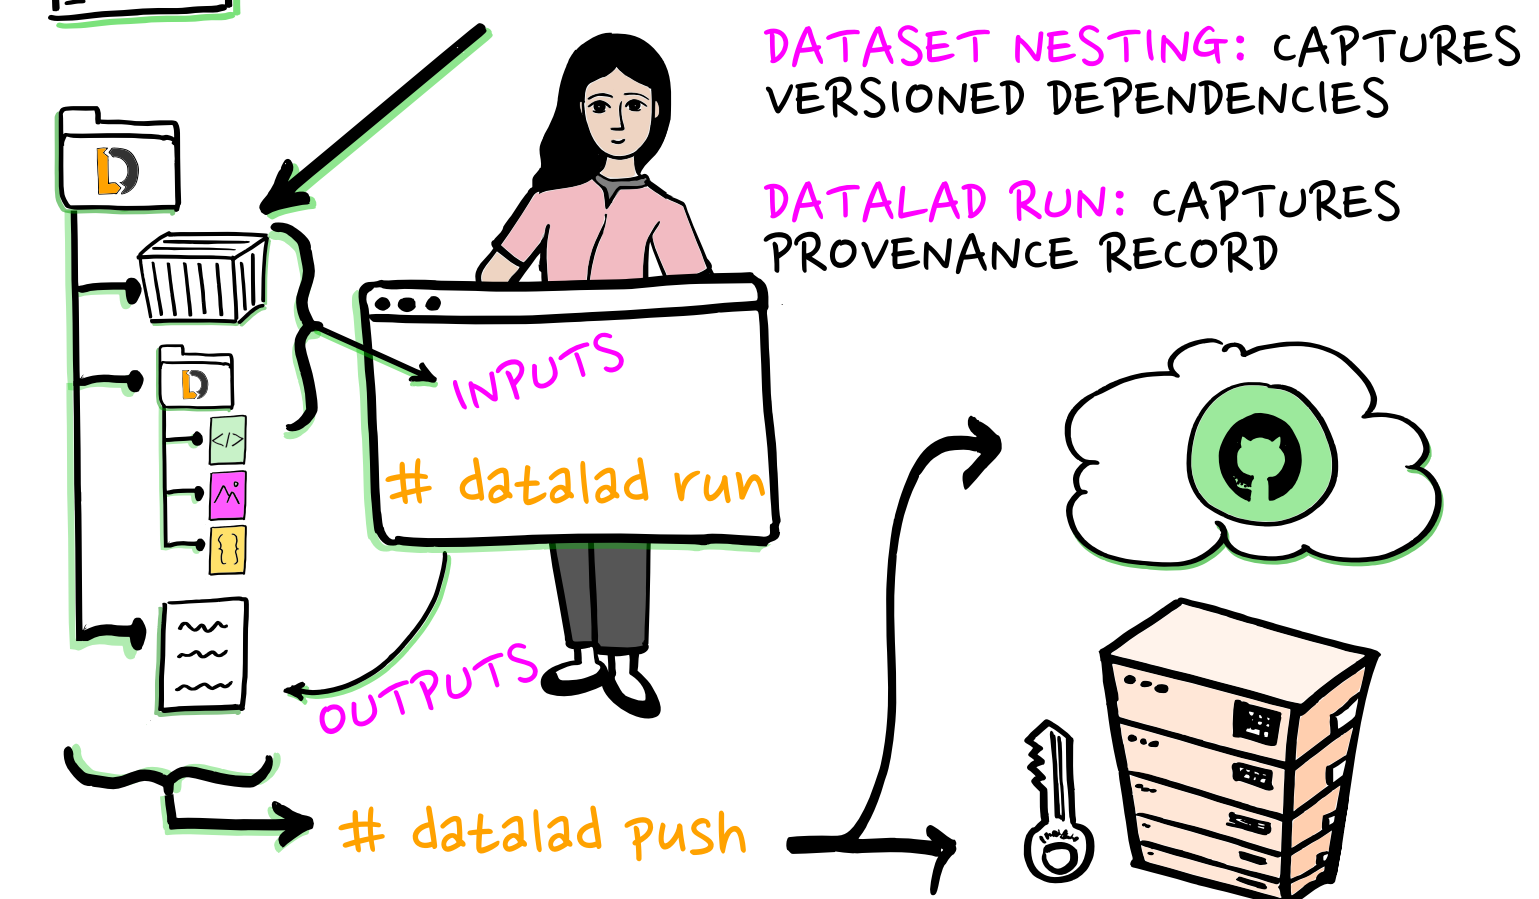 DATASET NESTING: CAPTURES
VERSIONED DEPENDENCIES
DATALAD RUN: CAPTURES
PROVENANCE RECORD
INPUTS
# datalad run
</>
{ }
OUTPUTS
# datalad push